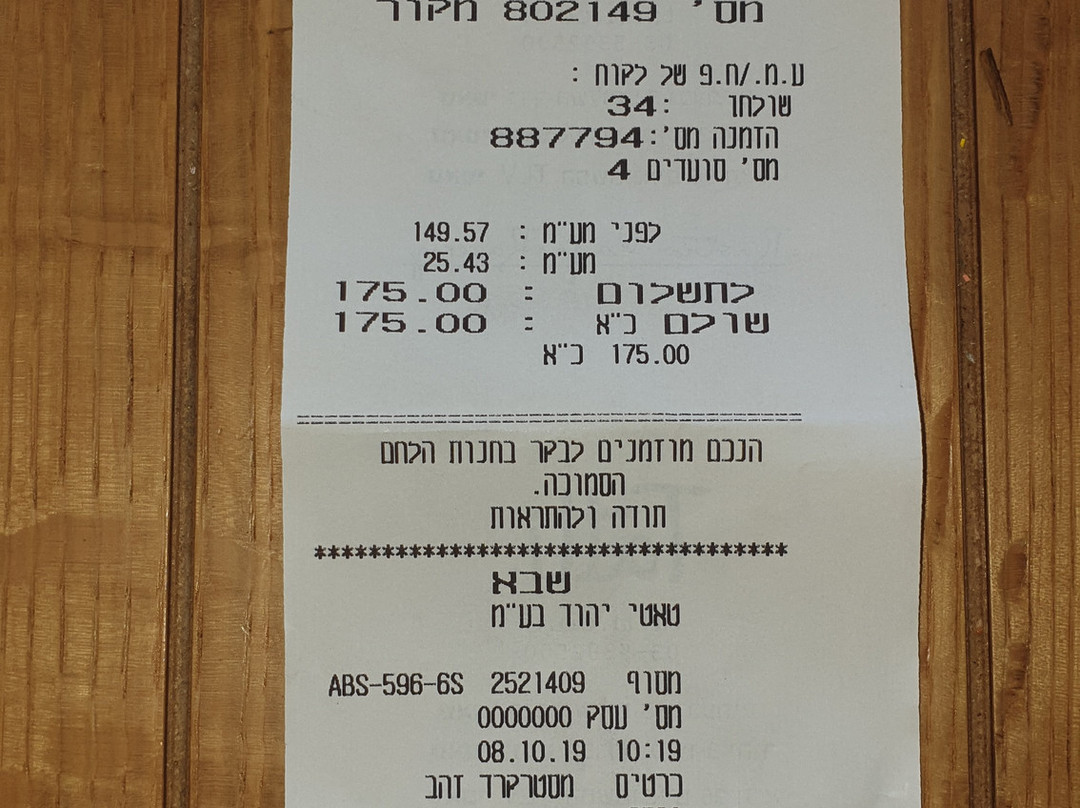 מס' 802149 מקור
ע.מ./ח.פ של לקוח :
שולחן :34
הזמנה מס':887794
מס' סועדים 4
לפני מע"מ : 149.57
מע"מ : 25.43
לתשלום : 175.00
שולם כ"א : 175.00
175.00 כ"א
הנכם מוזמנים לבקר בחנות הלחם
הסמוכה.
תודה ולהתראות
***********************************
שבא
טאטי יהוד בע"מ
מסוף 2521409 ABS-596-6S
מס' עסק 0000000
08.10.19 10:19
כרטיס מסטרקרד זהב